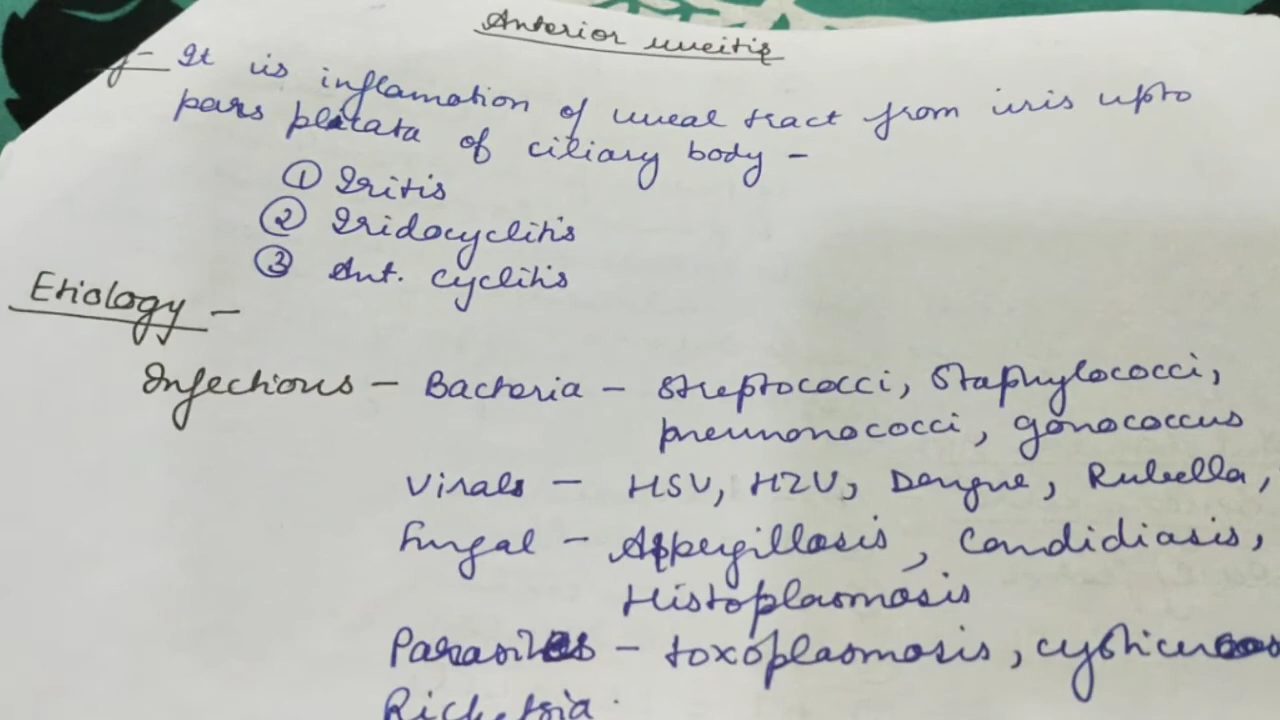 Anterior uveitis
- It is inflamation of uveal tract from iris upto
pars plicata of ciliary body -
① Iritis
② Iridocyclitis
③ Ant. cyclitis
Etiology -
Infectious - Bacteria - Streptococci, Staphylococci,
pneumonococci, gonococcus
Virals - HSV, HZV, Dengue, Rubella,
Fungal - Aspergillosis, Candidiasis,
Histoplasmosis
Parasites - toxoplasmosis,
Ricketsia.